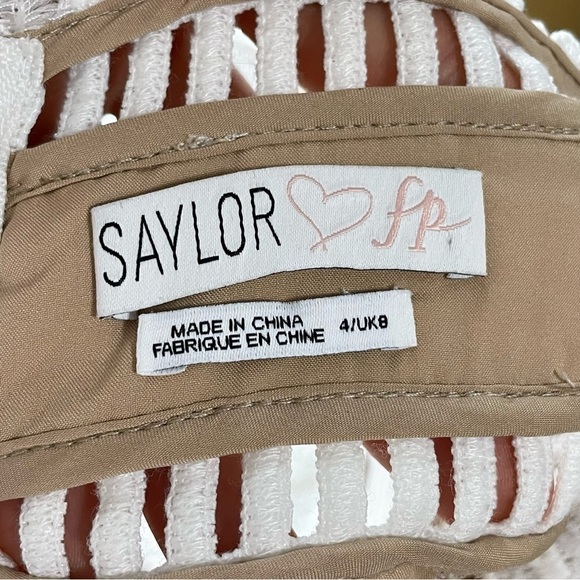 SAYLOR fp
MADE IN CHINA
FABRIQUE EN CHINE
4/UK8